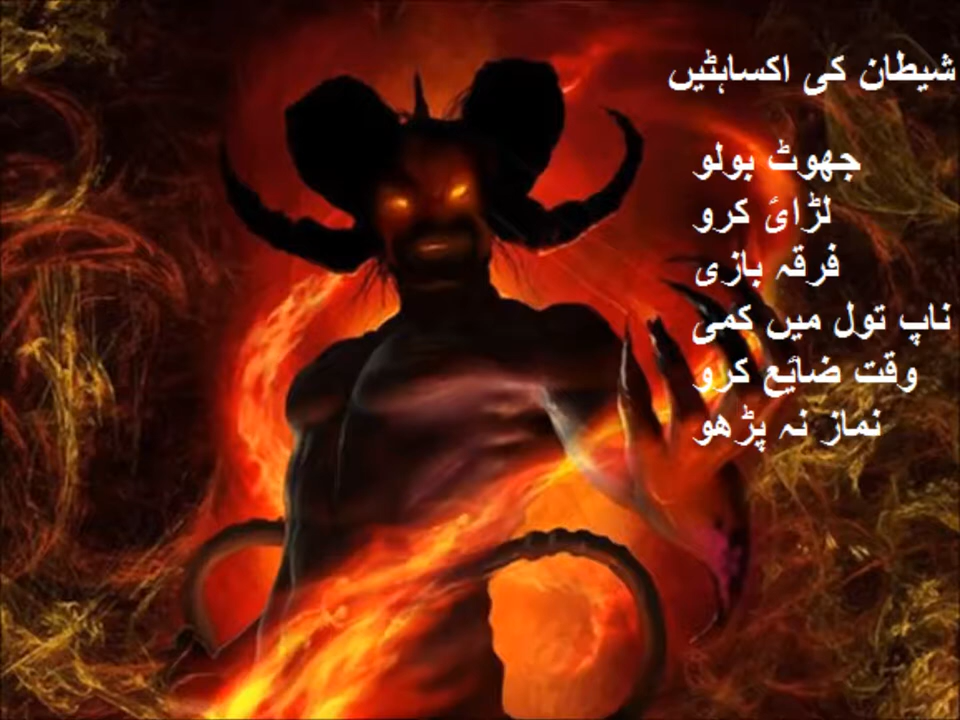 شیطان کی اکساہٹیں
جھوٹ بولو
لڑائ کرو
فرقہ بازی
ناپ تول میں کمی
وقت ضائع کرو
نماز نہ پڑھو